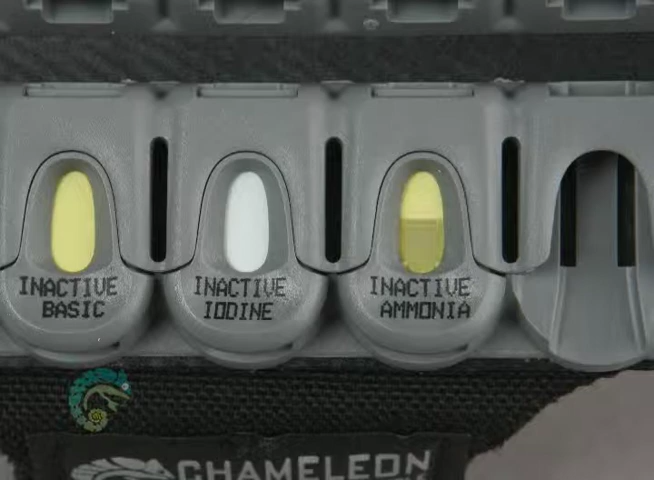 INACTIVE
BASIC
INACTIVE
IODINE
INACTIVE
AMMONIA
CHAMELEON